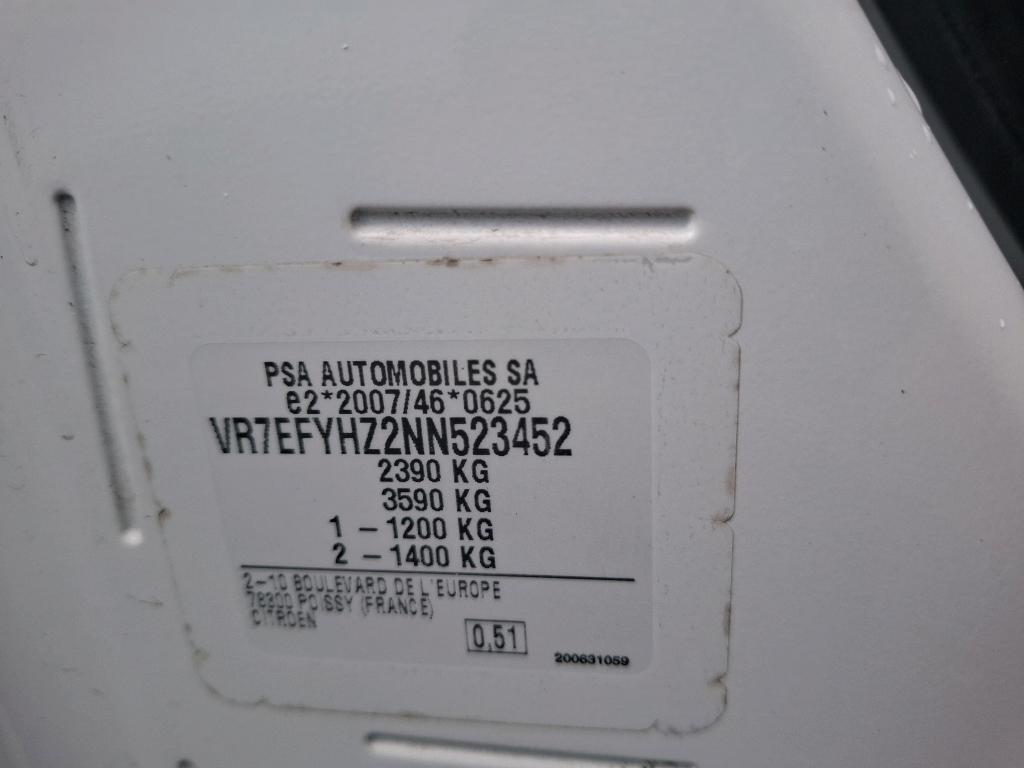 PSA AUTOMOBILES SA
e2*2007/46*0625
VR7EFYHZ2NN523452
2390 KG
3590 KG
1 - 1200 KG
2 - 1400 KG
2-10 BOULEVARD DE L'EUROPE
78300 POISSY (FRANCE)
CITROEN
0,51
200631059